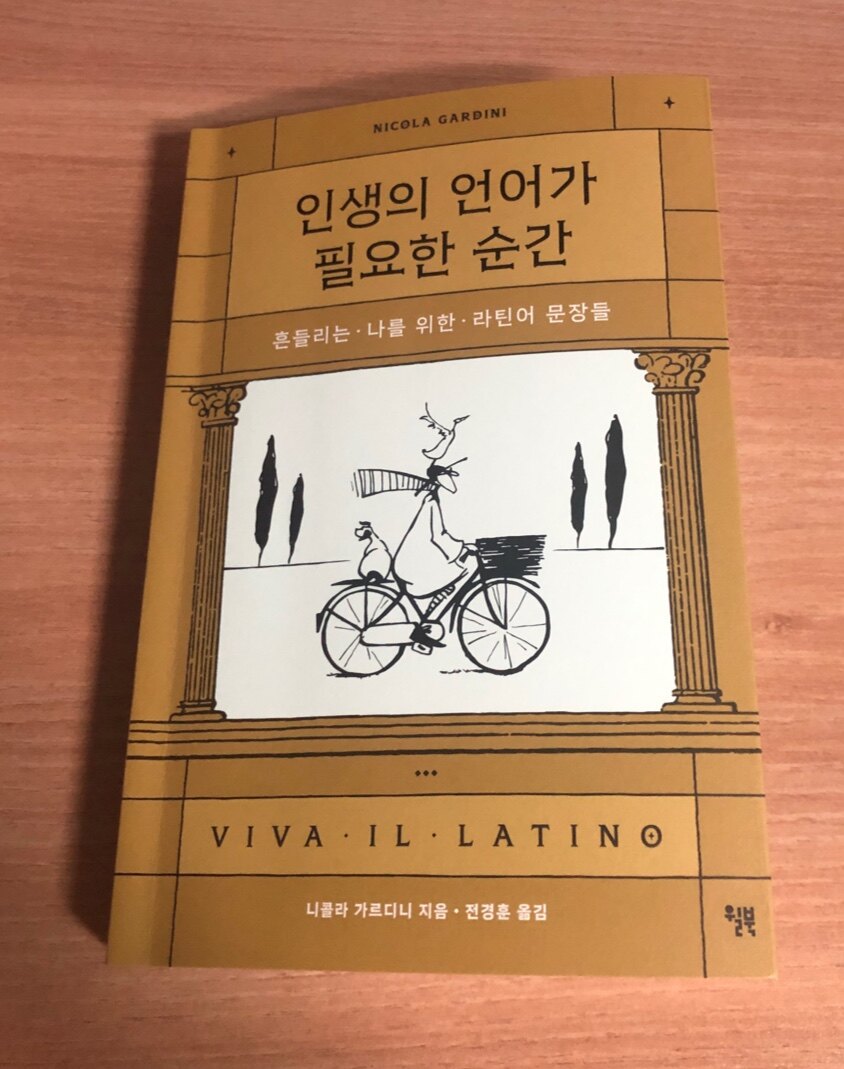 NICOLA GARDINI
인생의 언어가
필요한 순간
흔들리는·나를 위한·라틴어 문장들
VIVA·IL·LATINO
니콜라 가르디니 지음·전경훈 옮김
윌북